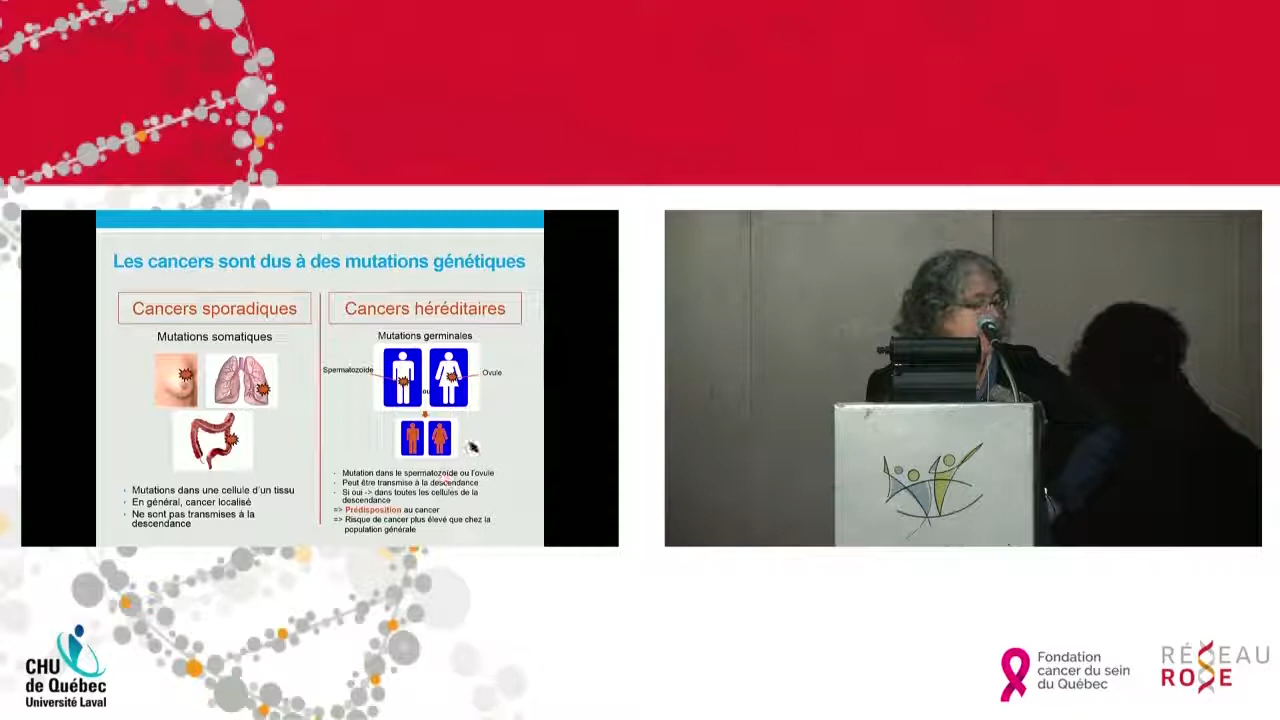 Les cancers sont dus à des mutations génétiques
Cancers sporadiques
Mutations somatiques
· Mutations dans une cellule d'un tissu
· En général, cancer localisé
· Ne sont pas transmises à la
descendance
Cancers héréditaires
Mutations germinales
Spermatozoïde
Ovule
ou
· Mutation dans le spermatozoïde ou l'ovule
· Peut être transmise à la descendance
· Si oui -> dans toutes les cellules de la
descendance
=> Prédisposition au cancer
=> Risque de cancer plus élevé que chez la
population générale
CHU
de Québec
Université Laval
Fondation
cancer du sein
du Québec
RÉSEAU
ROSE